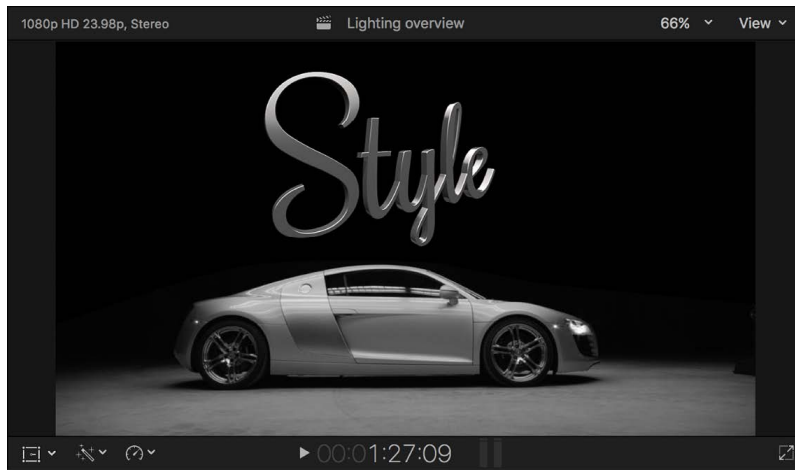 1080p HD 23.98p, Stereo
Lighting overview
66%
View
Style
00:01:27:09